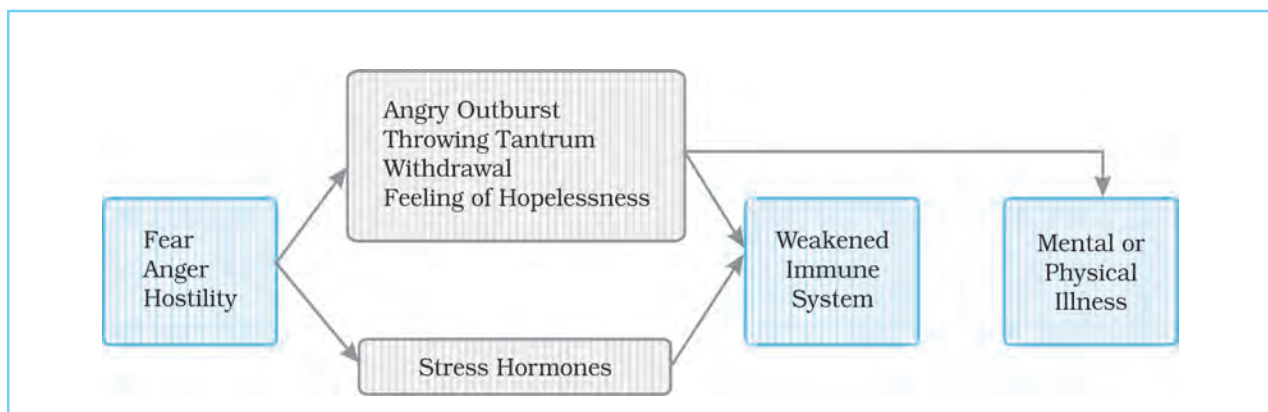 Angry Outburst
Throwing Tantrum
Withdrawal
Feeling of Hopelessness
Fear
Anger
Hostility
Weakened
Immune
System
Mental or
Physical
Illness
Stress Hormones